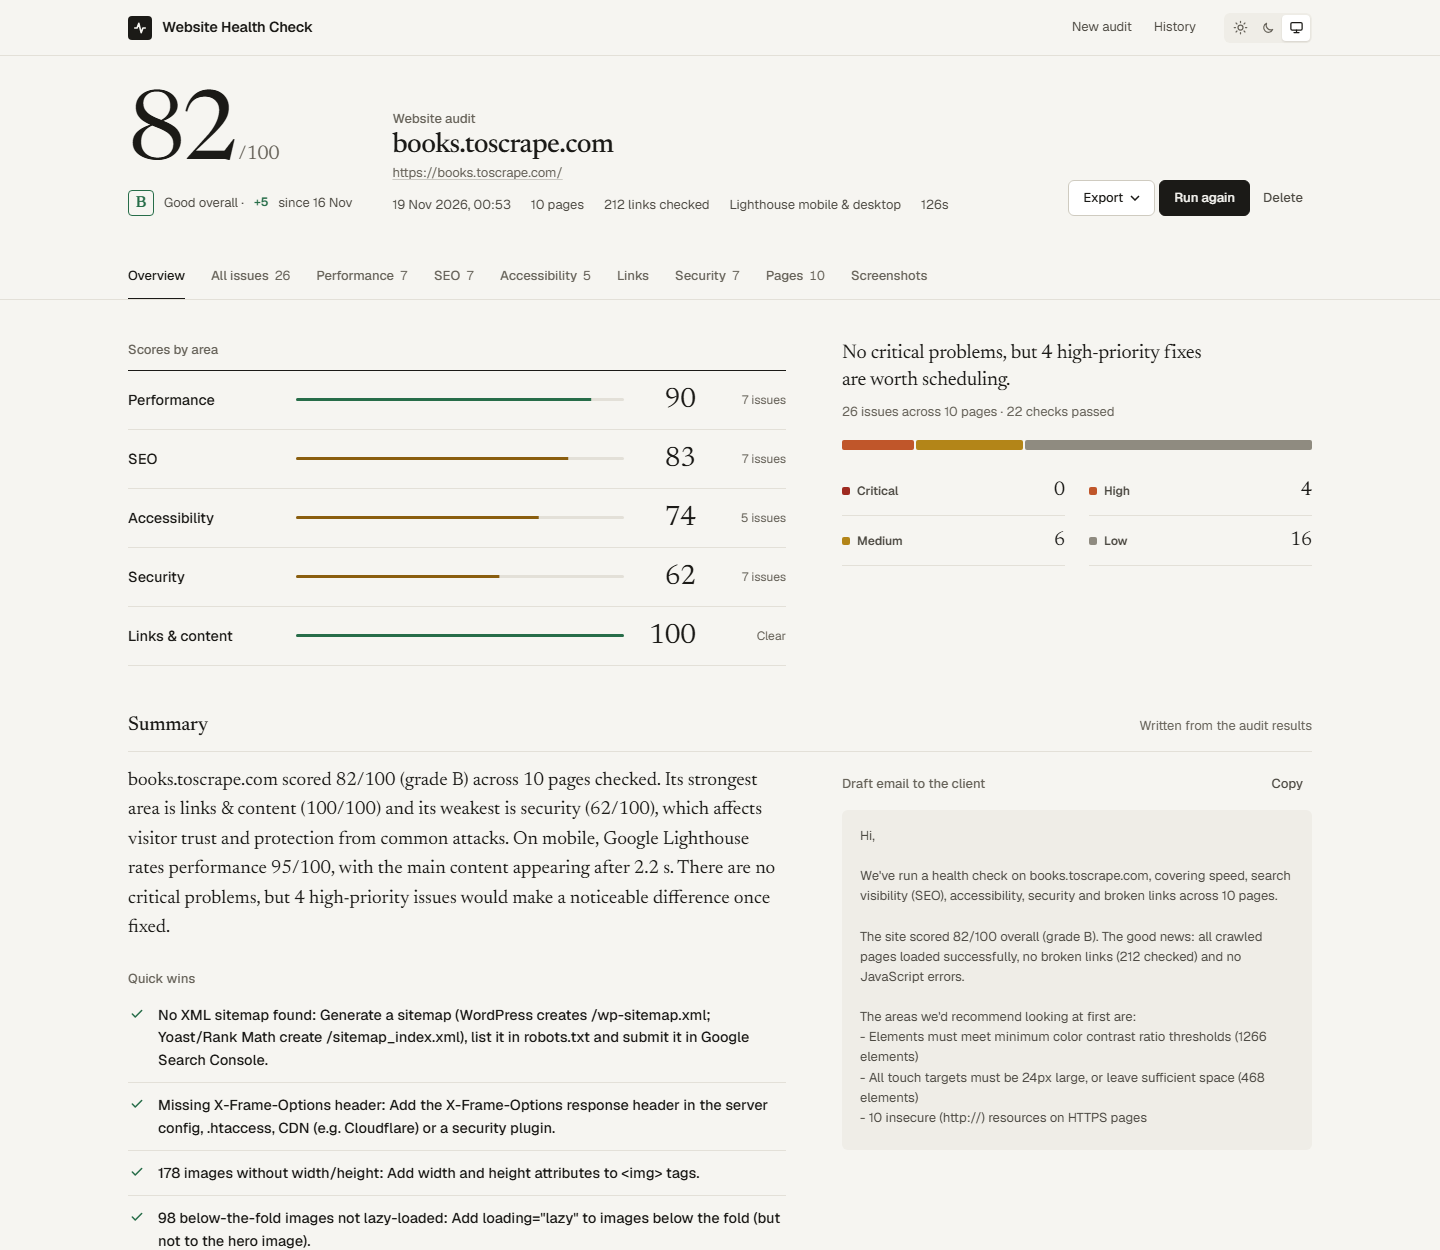 Website Health Check
New audit
History
82/100
B Good overall · +5 since 16 Nov
Website audit
books.toscrape.com
https://books.toscrape.com/
19 Nov 2026, 00:53 10 pages 212 links checked Lighthouse mobile & desktop 126s
Export
Run again
Delete
Overview All issues 26 Performance 7 SEO 7 Accessibility 5 Links Security 7 Pages 10 Screenshots
Scores by area
Performance 90 7 issues
SEO 83 7 issues
Accessibility 74 5 issues
Security 62 7 issues
Links & content 100 Clear
No critical problems, but 4 high-priority fixes
are worth scheduling.
26 issues across 10 pages · 22 checks passed
Critical 0
High 4
Medium 6
Low 16
Summary
Written from the audit results
books.toscrape.com scored 82/100 (grade B) across 10 pages checked. Its strongest
area is links & content (100/100) and its weakest is security (62/100), which affects
visitor trust and protection from common attacks. On mobile, Google Lighthouse
rates performance 95/100, with the main content appearing after 2.2 s. There are no
critical problems, but 4 high-priority issues would make a noticeable difference once
fixed.
Quick wins
No XML sitemap found: Generate a sitemap (WordPress creates /wp-sitemap.xml;
Yoast/Rank Math create /sitemap_index.xml), list it in robots.txt and submit it in Google
Search Console.
Missing X-Frame-Options header: Add the X-Frame-Options response header in the server
config, .htaccess, CDN (e.g. Cloudflare) or a security plugin.
178 images without width/height: Add width and height attributes to <img> tags.
98 below-the-fold images not lazy-loaded: Add loading="lazy" to images below the fold (but
not to the hero image).
Draft email to the client
Copy
Hi,
We've run a health check on books.toscrape.com, covering speed, search
visibility (SEO), accessibility, security and broken links across 10 pages.
The site scored 82/100 overall (grade B). The good news: all crawled
pages loaded successfully, no broken links (212 checked) and no
JavaScript errors.
The areas we'd recommend looking at first are:
- Elements must meet minimum color contrast ratio thresholds (1266
elements)
- All touch targets must be 24px large, or leave sufficient space (468
elements)
- 10 insecure (http://) resources on HTTPS pages